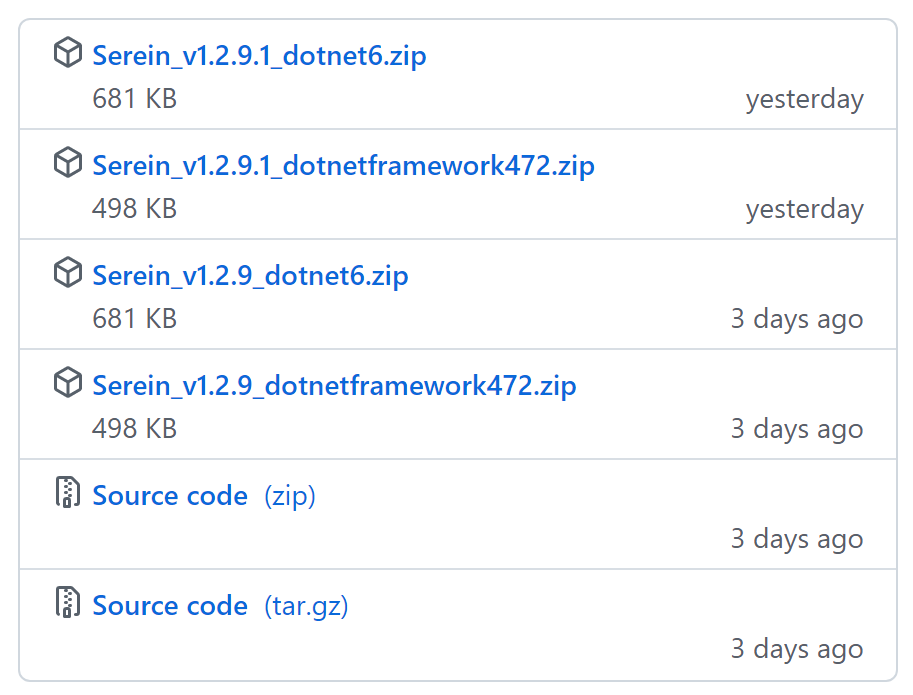 Serein_v1.2.9.1_dotnet6.zip
681 KB yesterday
Serein_v1.2.9.1_dotnetframework472.zip
498 KB yesterday
Serein_v1.2.9_dotnet6.zip
681 KB 3 days ago
Serein_v1.2.9_dotnetframework472.zip
498 KB 3 days ago
Source code (zip)
3 days ago
Source code (tar.gz)
3 days ago